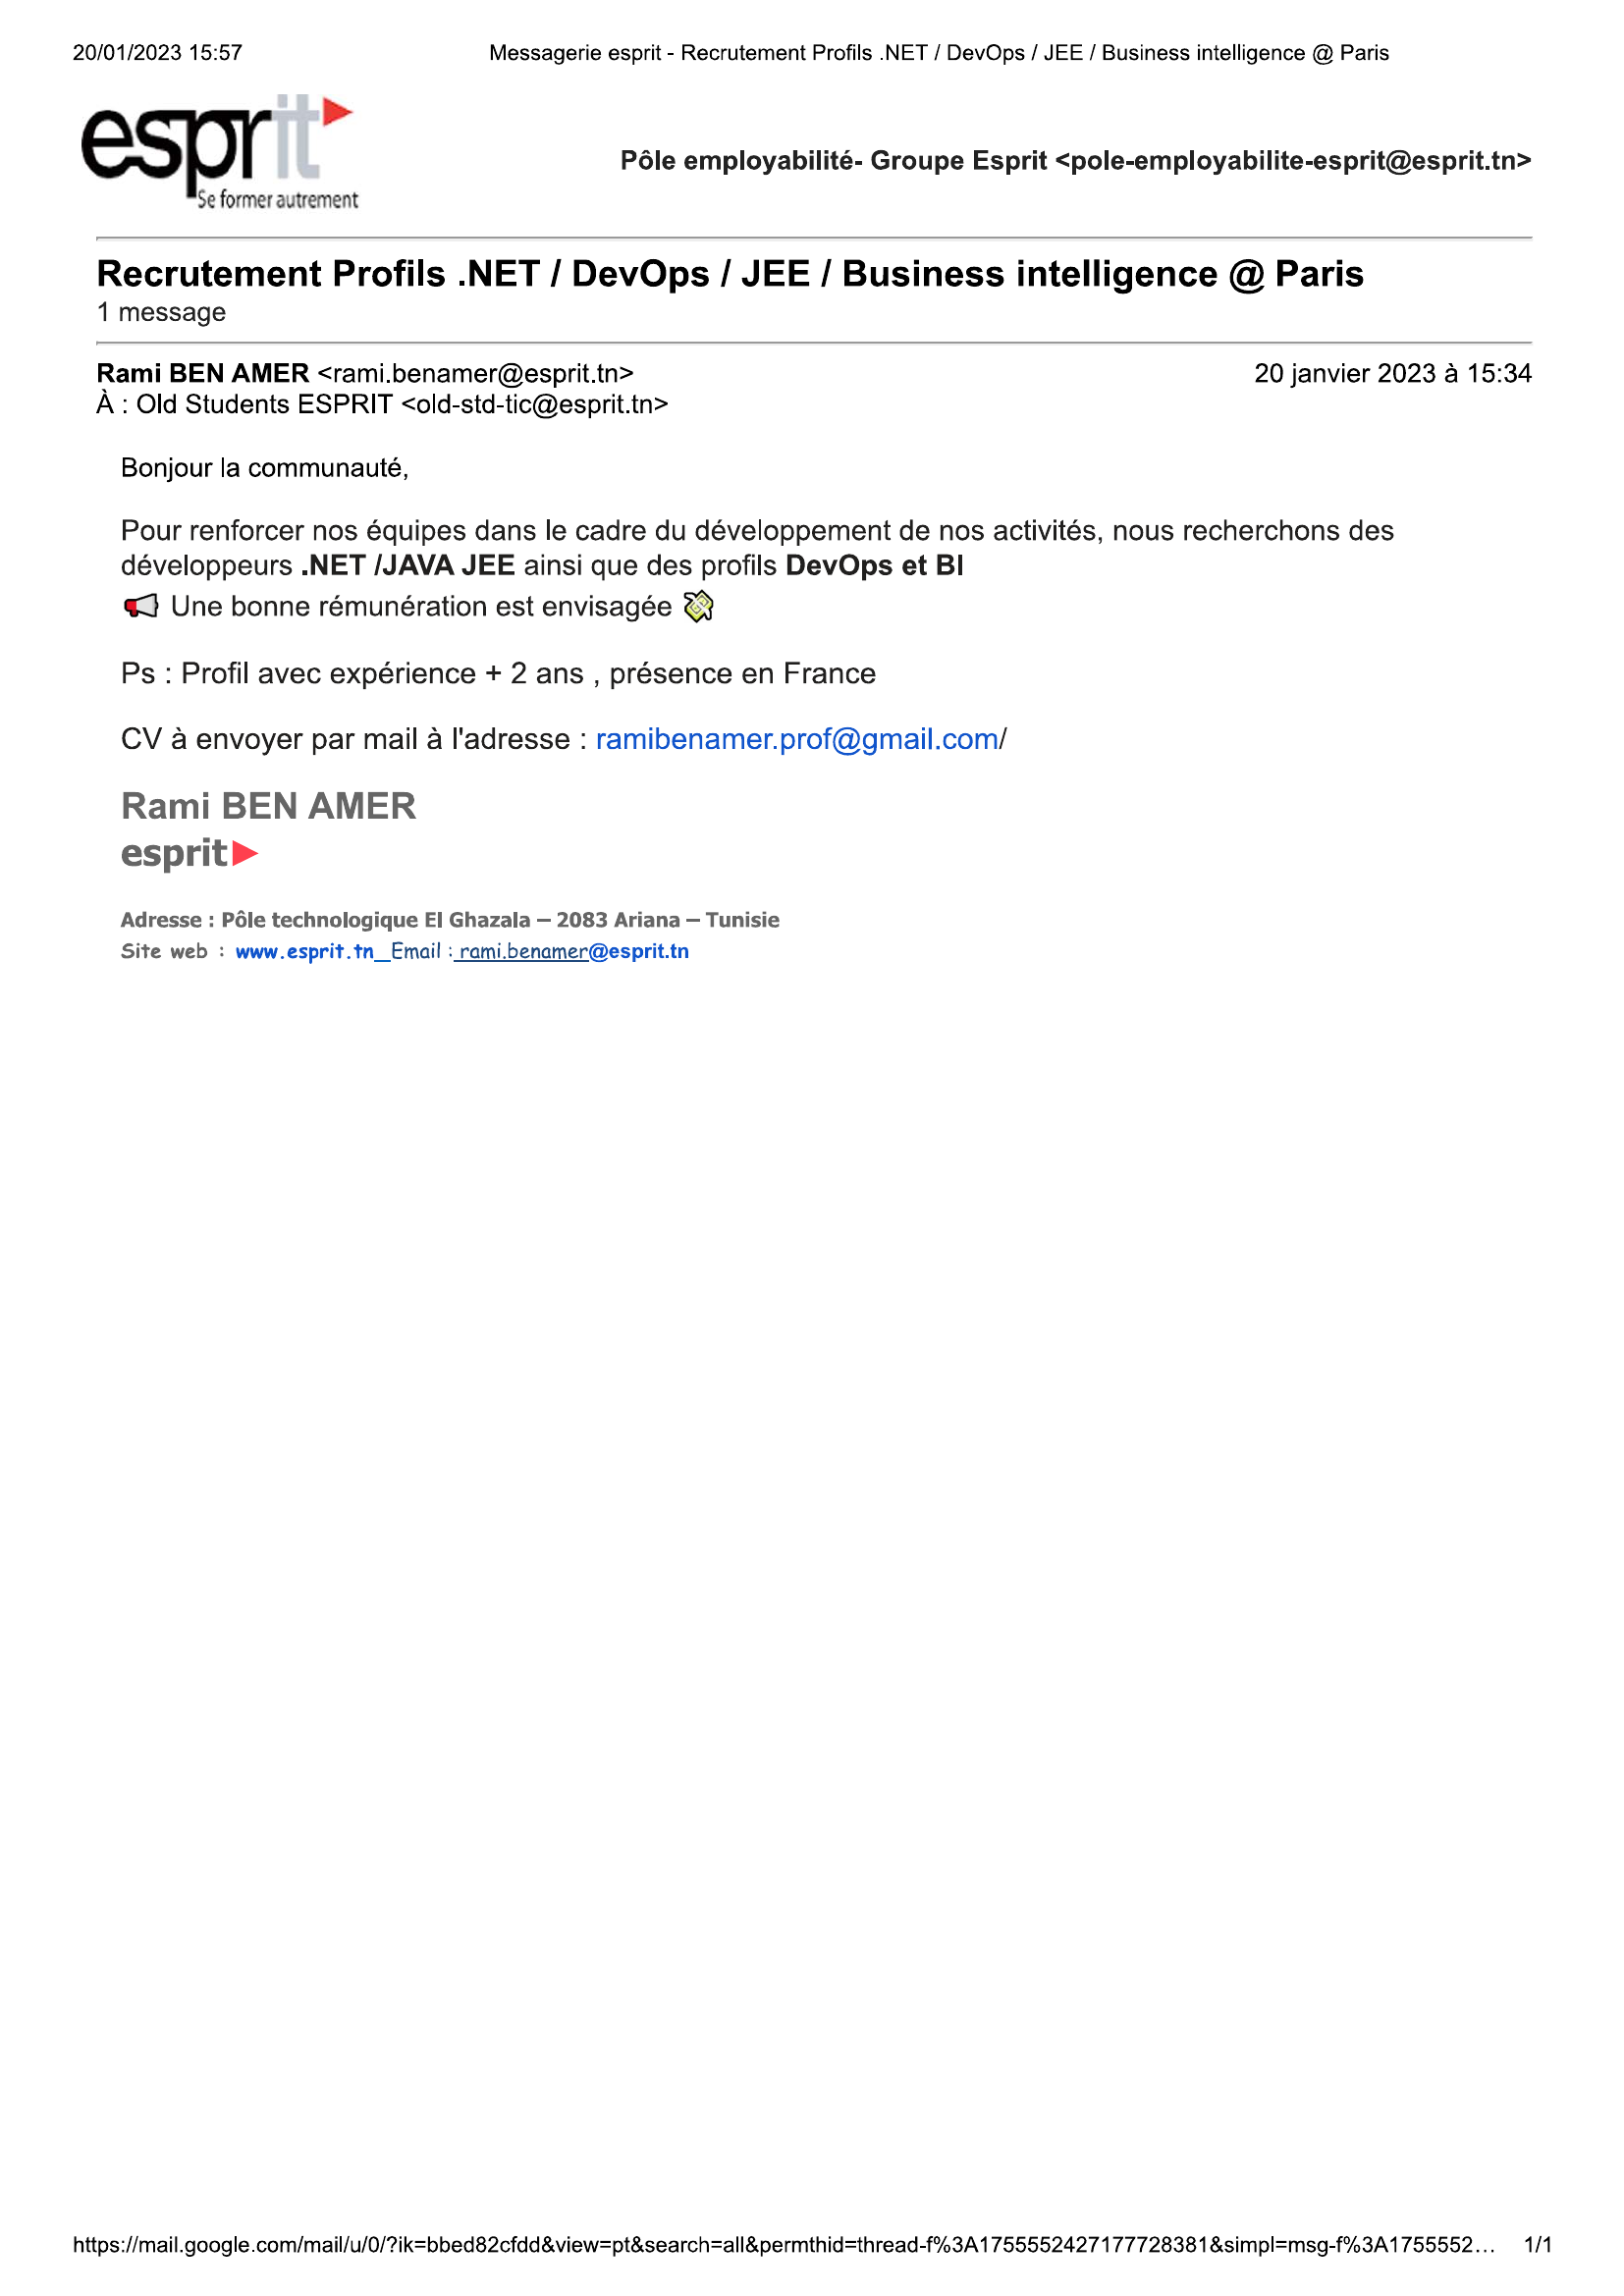 20/01/2023 15:57
Messagerie esprit - Recrutement Profils .NET / DevOps / JEE / Business intelligence @ Paris
esprit
Se former autrement
Pôle employabilité- Groupe Esprit <pole-employabilite-esprit@esprit.tn>
Recrutement Profils .NET / DevOps / JEE / Business intelligence @ Paris
1 message
Rami BEN AMER <rami.benamer@esprit.tn>
20 janvier 2023 à 15:34
À : Old Students ESPRIT <old-std-tic@esprit.tn>
Bonjour la communauté,
Pour renforcer nos équipes dans le cadre du développement de nos activités, nous recherchons des
développeurs .NET /JAVA JEE ainsi que des profils DevOps et BI
Une bonne rémunération est envisagée
Ps : Profil avec expérience + 2 ans , présence en France
CV à envoyer par mail à l'adresse : ramibenamer.prof@gmail.com/
Rami BEN AMER
esprit
Adresse : Pôle technologique El Ghazala – 2083 Ariana – Tunisie
Site web : www.esprit.tn Email : rami.benamer@esprit.tn
https://mail.google.com/mail/u/0/?ik=bbed82cfdd&view=pt&search=all&permthid=thread-f%3A1755552427177728381&simpl=msg-f%3A1755552… 1/1